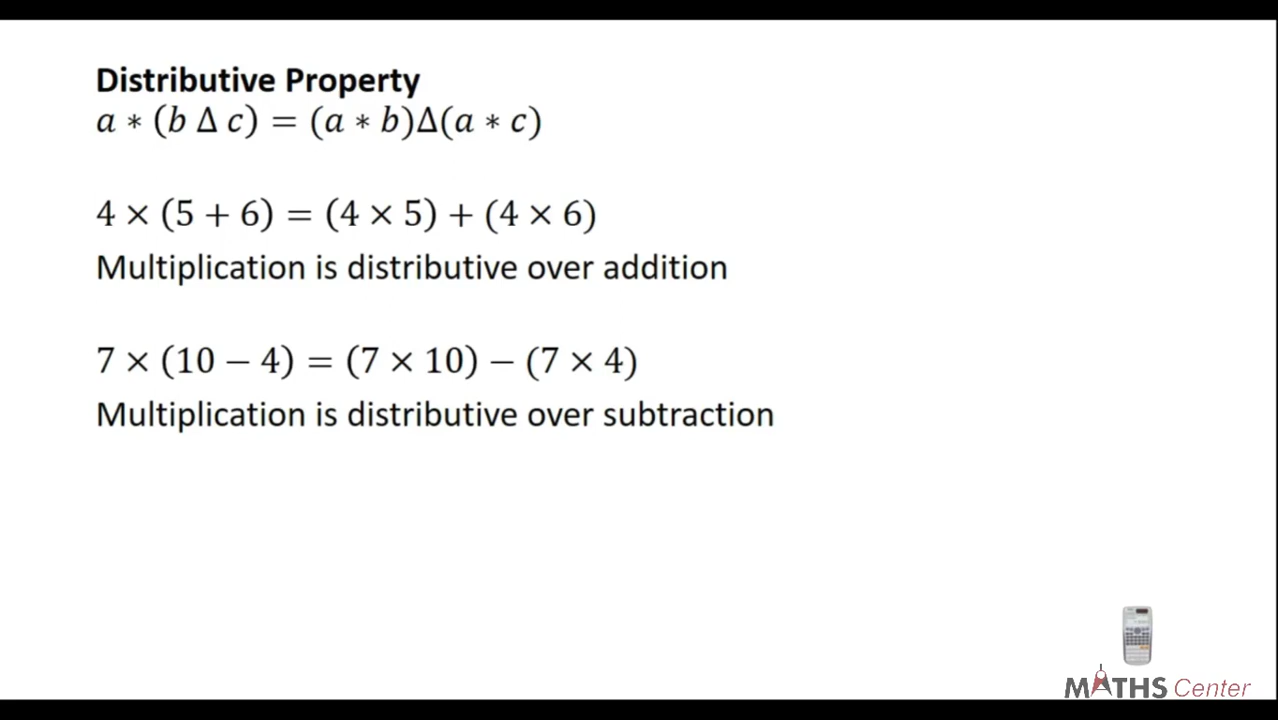 Distributive Property
a ∗ (b Δ c) = (a ∗ b)Δ(a ∗ c)
4 × (5 + 6) = (4 × 5) + (4 × 6)
Multiplication is distributive over addition
7 × (10 − 4) = (7 × 10) − (7 × 4)
Multiplication is distributive over subtraction
MATHS Center